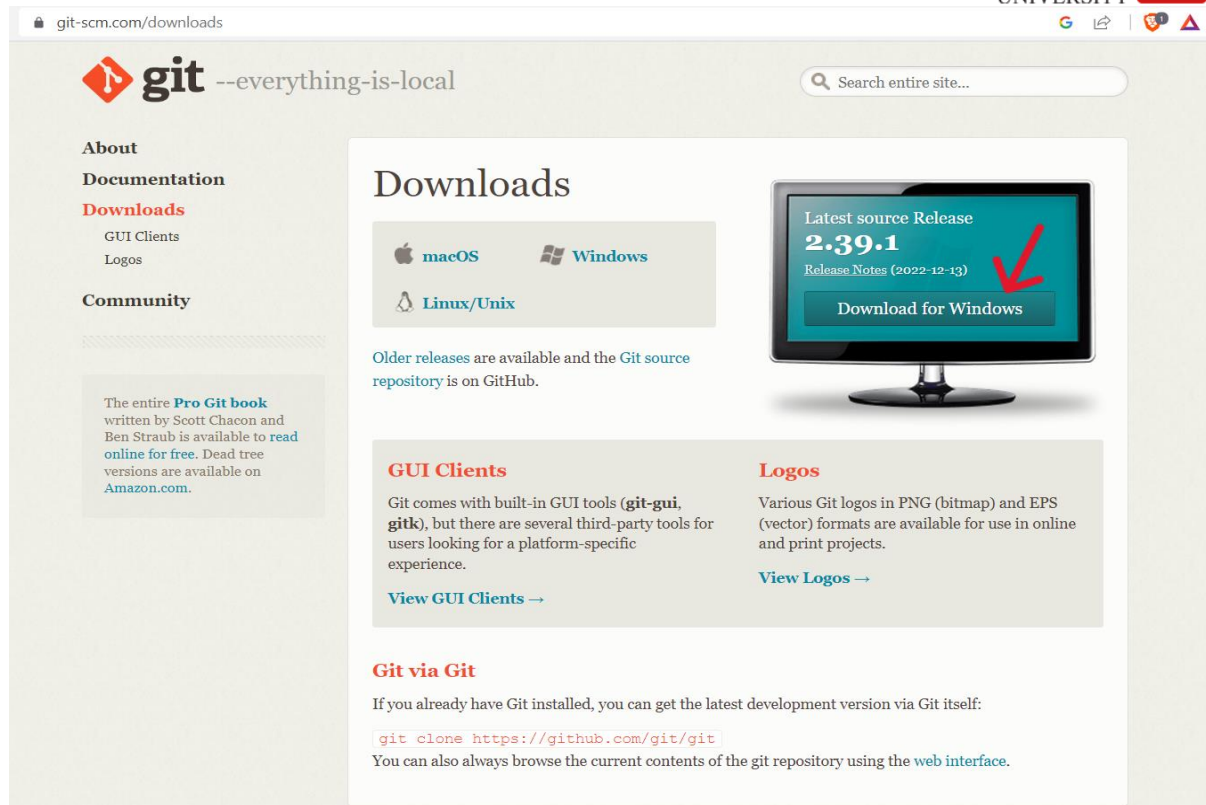 UNIVERSITY
git-scm.com/downloads
git --everything-is-local
Search entire site...
About
Documentation
Downloads
GUI Clients
Logos
Community
The entire Pro Git book
written by Scott Chacon and
Ben Straub is available to read
online for free. Dead tree
versions are available on
Amazon.com.
Downloads
macOS
Windows
Linux/Unix
Older releases are available and the Git source
repository is on GitHub.
Latest source Release
2.39.1
Release Notes (2022-12-13)
Download for Windows
GUI Clients
Git comes with built-in GUI tools (git-gui,
gitk), but there are several third-party tools for
users looking for a platform-specific
experience.
View GUI Clients →
Logos
Various Git logos in PNG (bitmap) and EPS
(vector) formats are available for use in online
and print projects.
View Logos →
Git via Git
If you already have Git installed, you can get the latest development version via Git itself:
git clone https://github.com/git/git
You can also always browse the current contents of the git repository using the web interface.